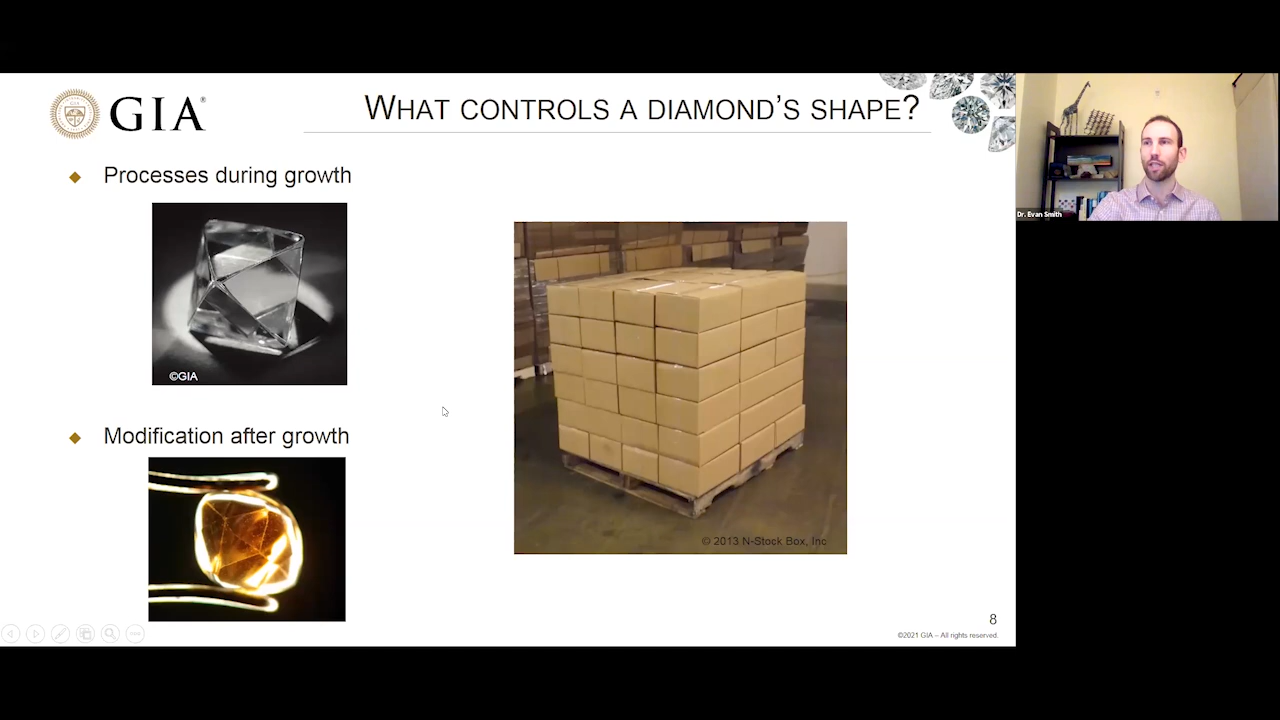 GIA®
WHAT CONTROLS A DIAMOND'S SHAPE?
Processes during growth
©GIA
Modification after growth
© 2013 N-Stock Box, Inc
8
©2021 GIA – All rights reserved.
Dr. Evan Smith